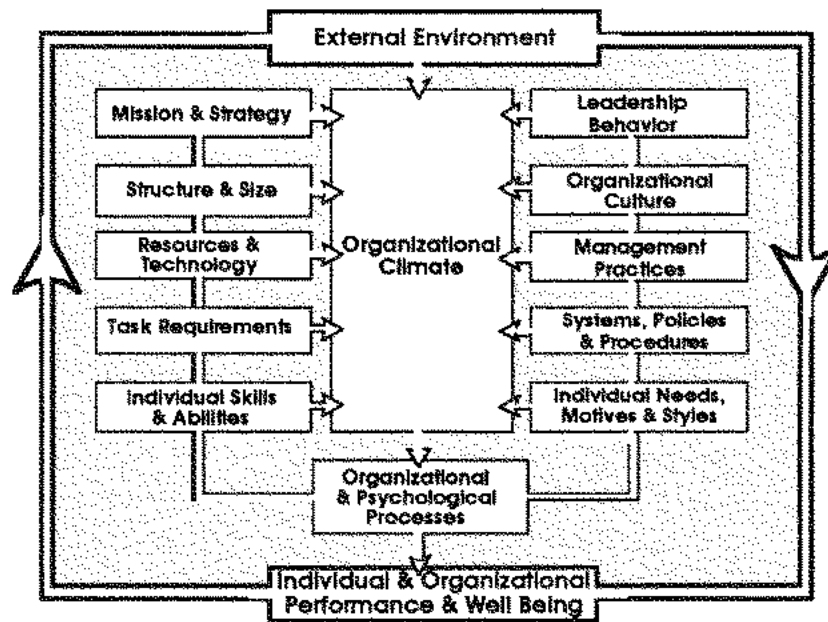 External Environment
Mission & Strategy
Structure & Size
Resources &
Technology
Task Requirements
Individual Skills
& Abilities
Organizational
Climate
Leadership
Behavior
Organizational
Culture
Management
Practices
Systems, Policies
& Procedures
Individual Needs,
Motives & Styles
Organizational
& Psychological
Processes
Individual & Organizational
Performance & Well Being